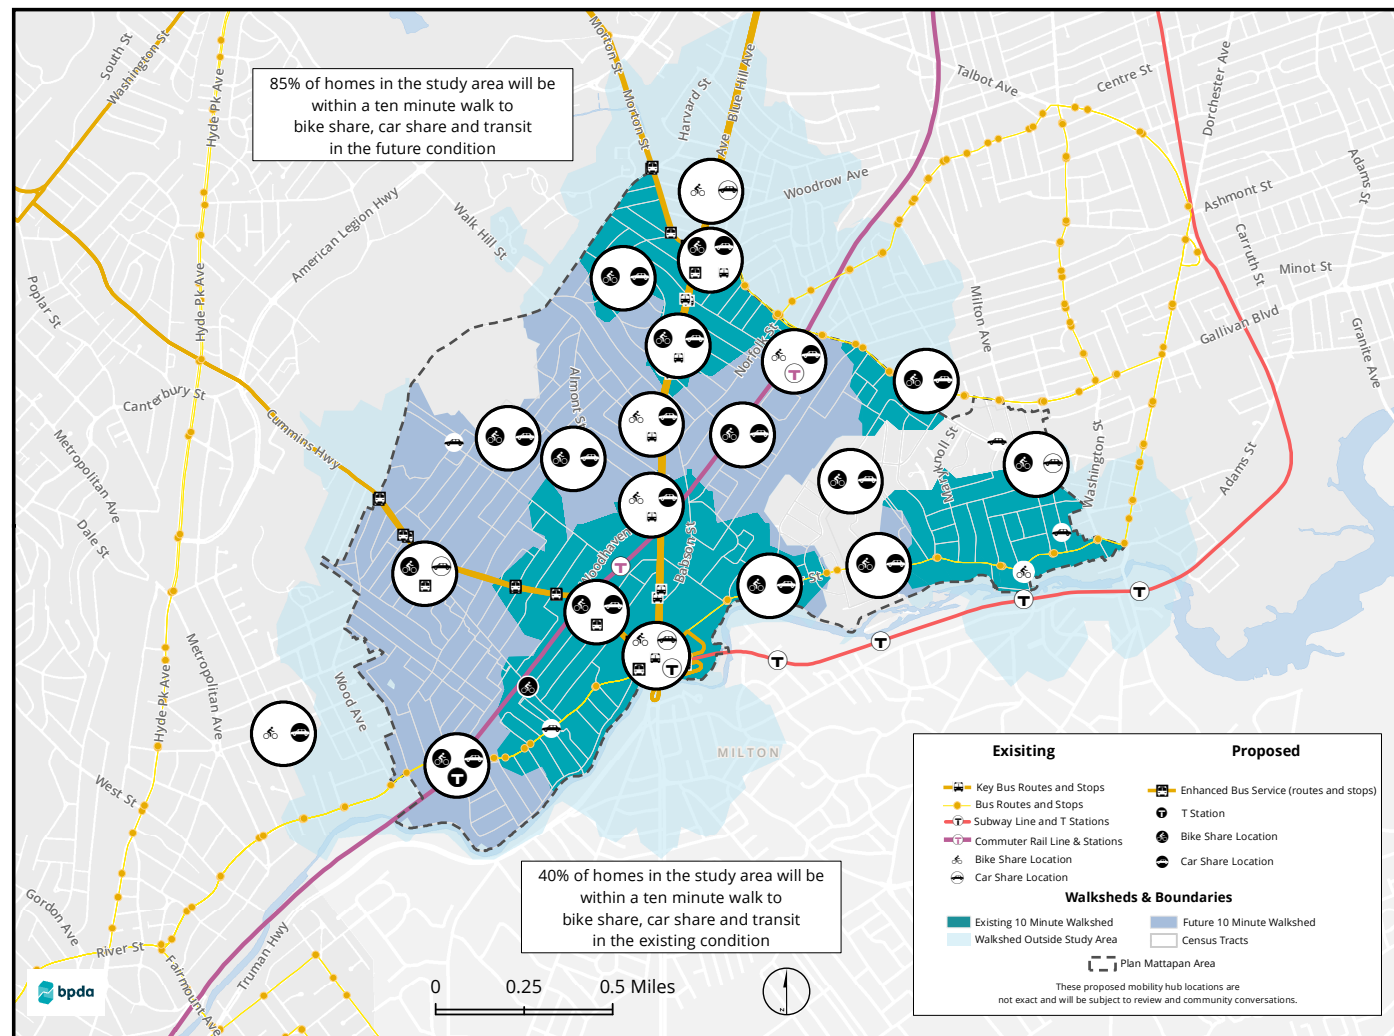 85% of homes in the study area will be
within a ten minute walk to
bike share, car share and transit
in the future condition
South St
Washington St
Hyde Pk Ave
Morton St
Morton St
Harvard St
Blue Hill Ave
Ave
Talbot Ave
Centre St
Dorchester Ave
Adams St
Ashmont St
Woodrow Ave
Walk Hill St
American Legion Hwy
Carruth St
Minot St
Poplar St
Hyde Pk Ave
Milton Ave
Gallivan Blvd
Granite Ave
Norfolk St
Canterbury St
Almont St
Cummins Hwy
Metropolitan Ave
Knoll St
Washington St
Adams St
Dale St
Woodhaven
Babson St
St
Metropolitan Ave
Wood Ave
Hyde Pk Ave
MILTON
West St
Gordon Ave
River St
Truman Hwy
Fairmount Ave
T
T
T
T
T
T
T
T
40% of homes in the study area will be
within a ten minute walk to
bike share, car share and transit
in the existing condition
bpda
0 0.25 0.5 Miles
N
Exisiting
Key Bus Routes and Stops
Bus Routes and Stops
T Subway Line and T Stations
T Commuter Rail Line & Stations
Bike Share Location
Car Share Location
Proposed
Enhanced Bus Service (routes and stops)
T T Station
Bike Share Location
Car Share Location
Walksheds & Boundaries
Existing 10 Minute Walkshed
Future 10 Minute Walkshed
Walkshed Outside Study Area
Census Tracts
Plan Mattapan Area
These proposed mobility hub locations are
not exact and will be subject to review and community conversations.